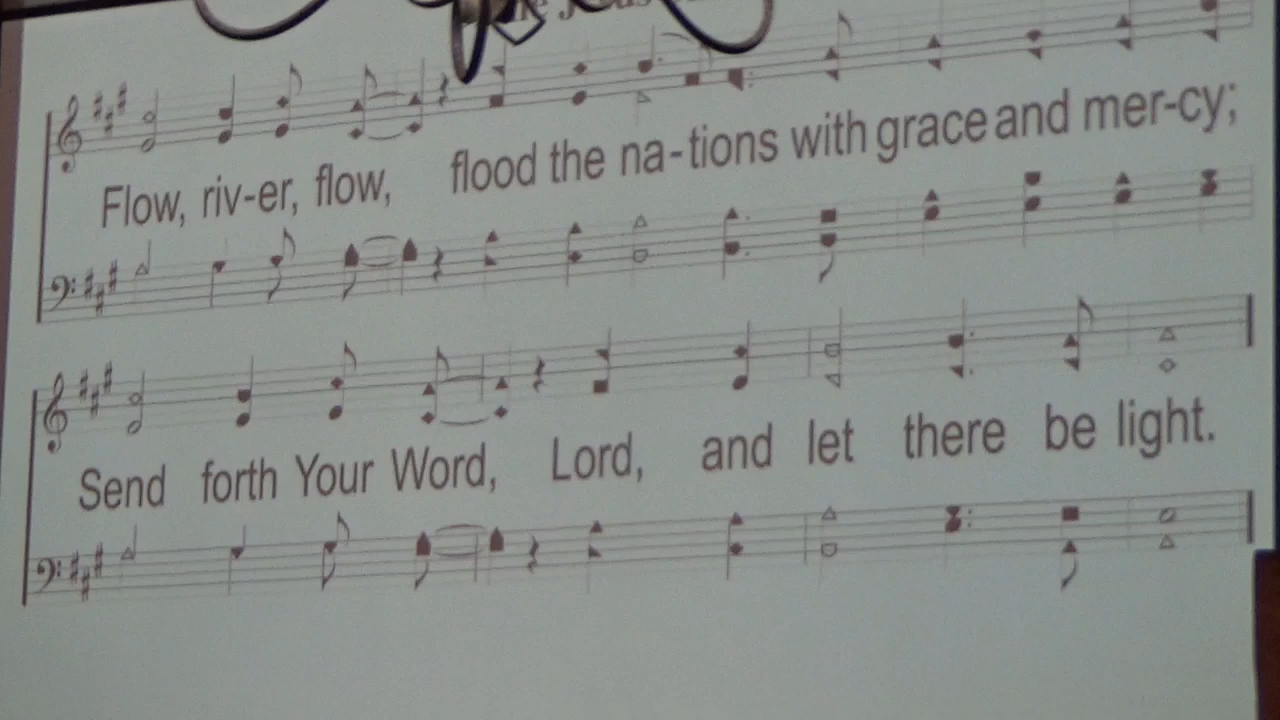 Flow, riv-er, flow, flood the na-tions with grace and mer-cy;
Send forth Your Word, Lord, and let there be light.